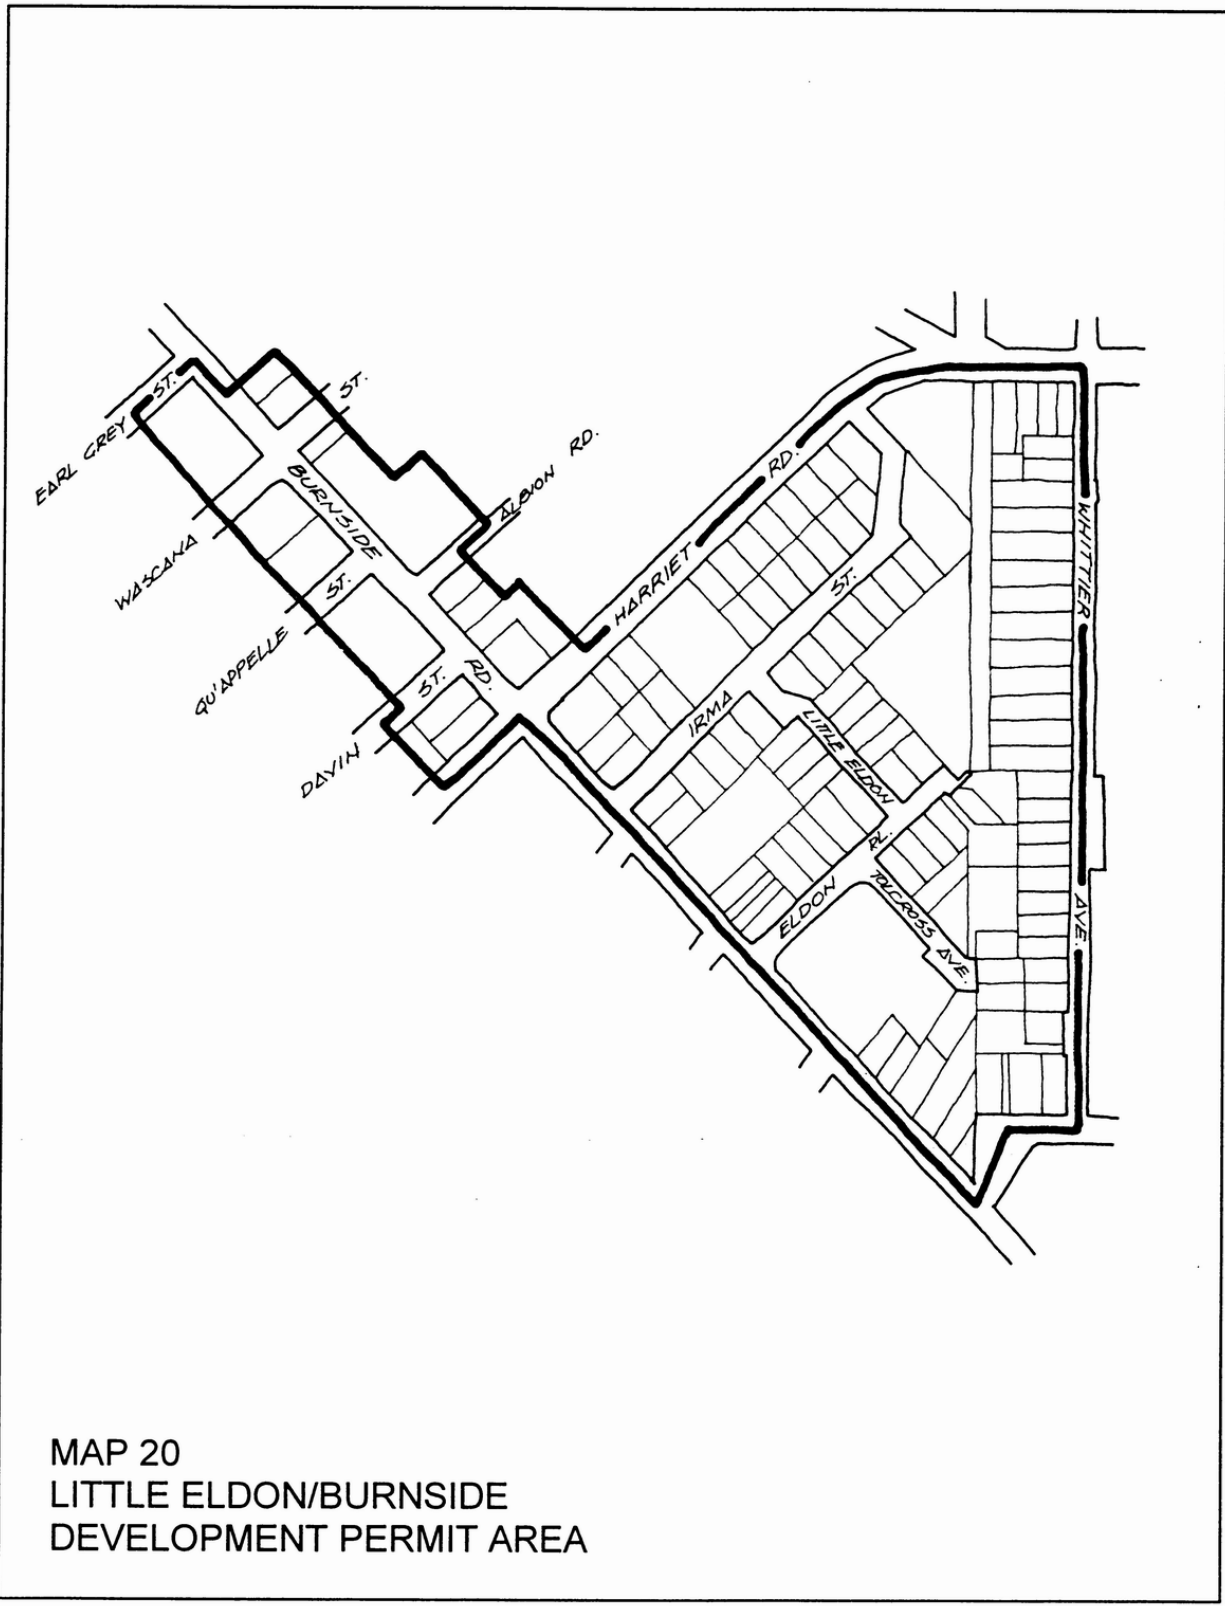 EARL GREY ST.
ST.
ALBION RD.
BURNSIDE RD.
WASCANA
QU'APPELLE ST.
DAVIN ST.
HARRIET RD.
IRMA ST.
LITTLE ELDON
ELDON PL.
TOLCROSS AVE.
WHITTIER AVE.
MAP 20
LITTLE ELDON/BURNSIDE
DEVELOPMENT PERMIT AREA